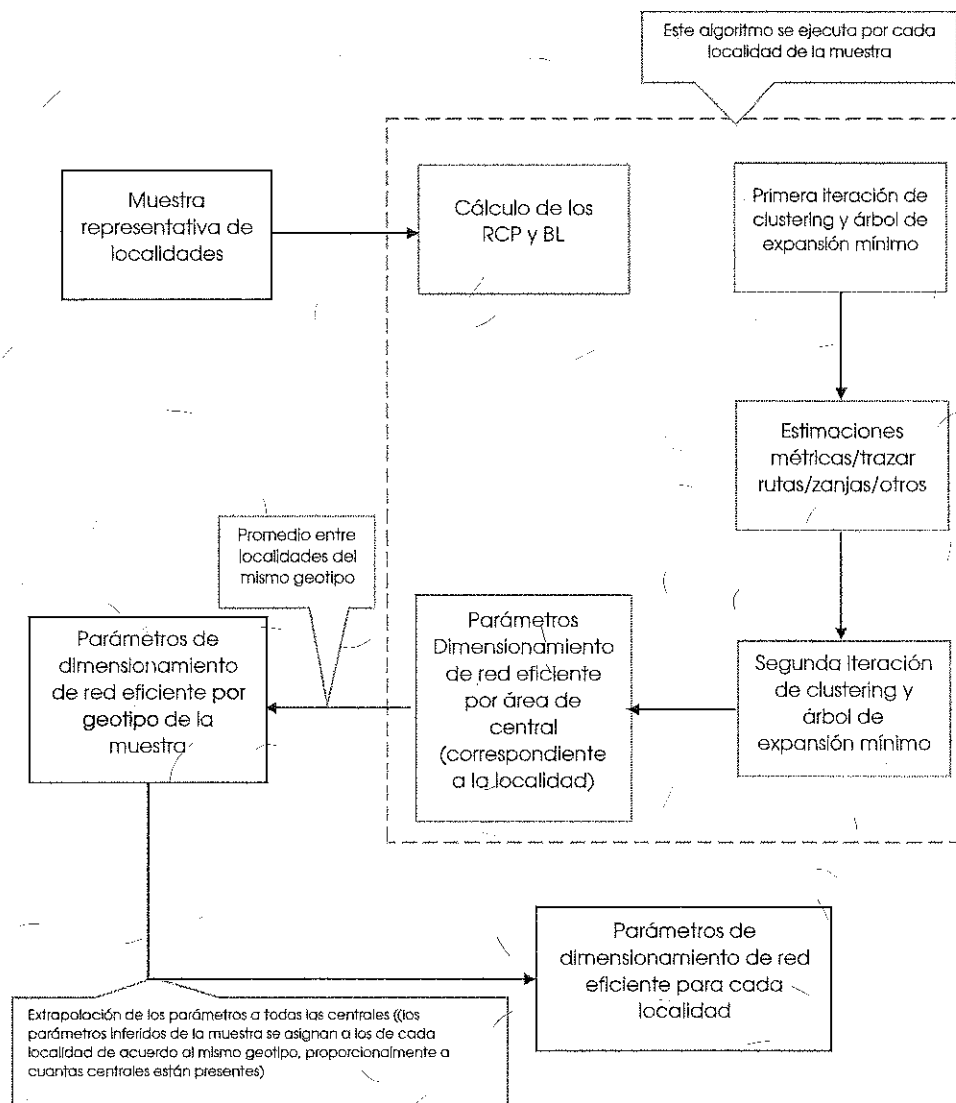 Este algoritmo se ejecuta por cada
localidad de la muestra
Muestra
representativa de
localidades
Cálculo de los
RCP y BL
Primera iteración de
clustering y árbol de
expansión mínimo
Estimaciones
métricas/trazar
rutas/zanjas/otros
Promedio entre
localidades del
mismo geotipo
Parámetros de
dimensionamiento
de red eficiente por
geotipo de la
muestra
Parámetros
Dimensionamiento
de red eficiente
por área de
central
(correspondiente
a la localidad)
Segunda iteración
de clustering y
árbol de
expansión mínimo
Parámetros de
dimensionamiento de red
eficiente para cada
localidad
Extrapolación de los parámetros a todas las centrales ((los
parámetros inferidos de la muestra se asignan a los de cada
localidad de acuerdo al mismo geotipo, proporcionalmente a
cuantas centrales están presentes)